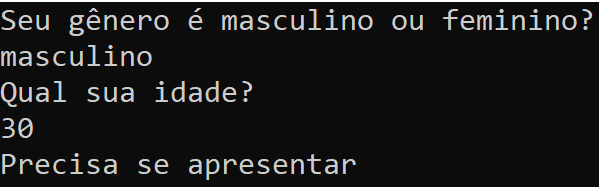 Seu gênero é masculino ou feminino?
masculino
Qual sua idade?
30
Precisa se apresentar